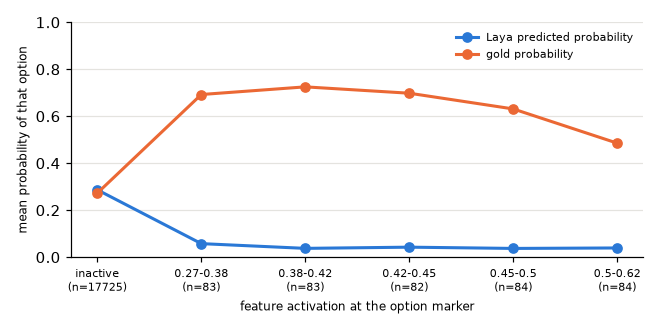 1.0
0.8
0.6
0.4
0.2
0.0
mean probability of that option
Laya predicted probability
gold probability
inactive
(n=17725)
0.27-0.38
(n=83)
0.38-0.42
(n=83)
0.42-0.45
(n=82)
0.45-0.5
(n=84)
0.5-0.62
(n=84)
feature activation at the option marker